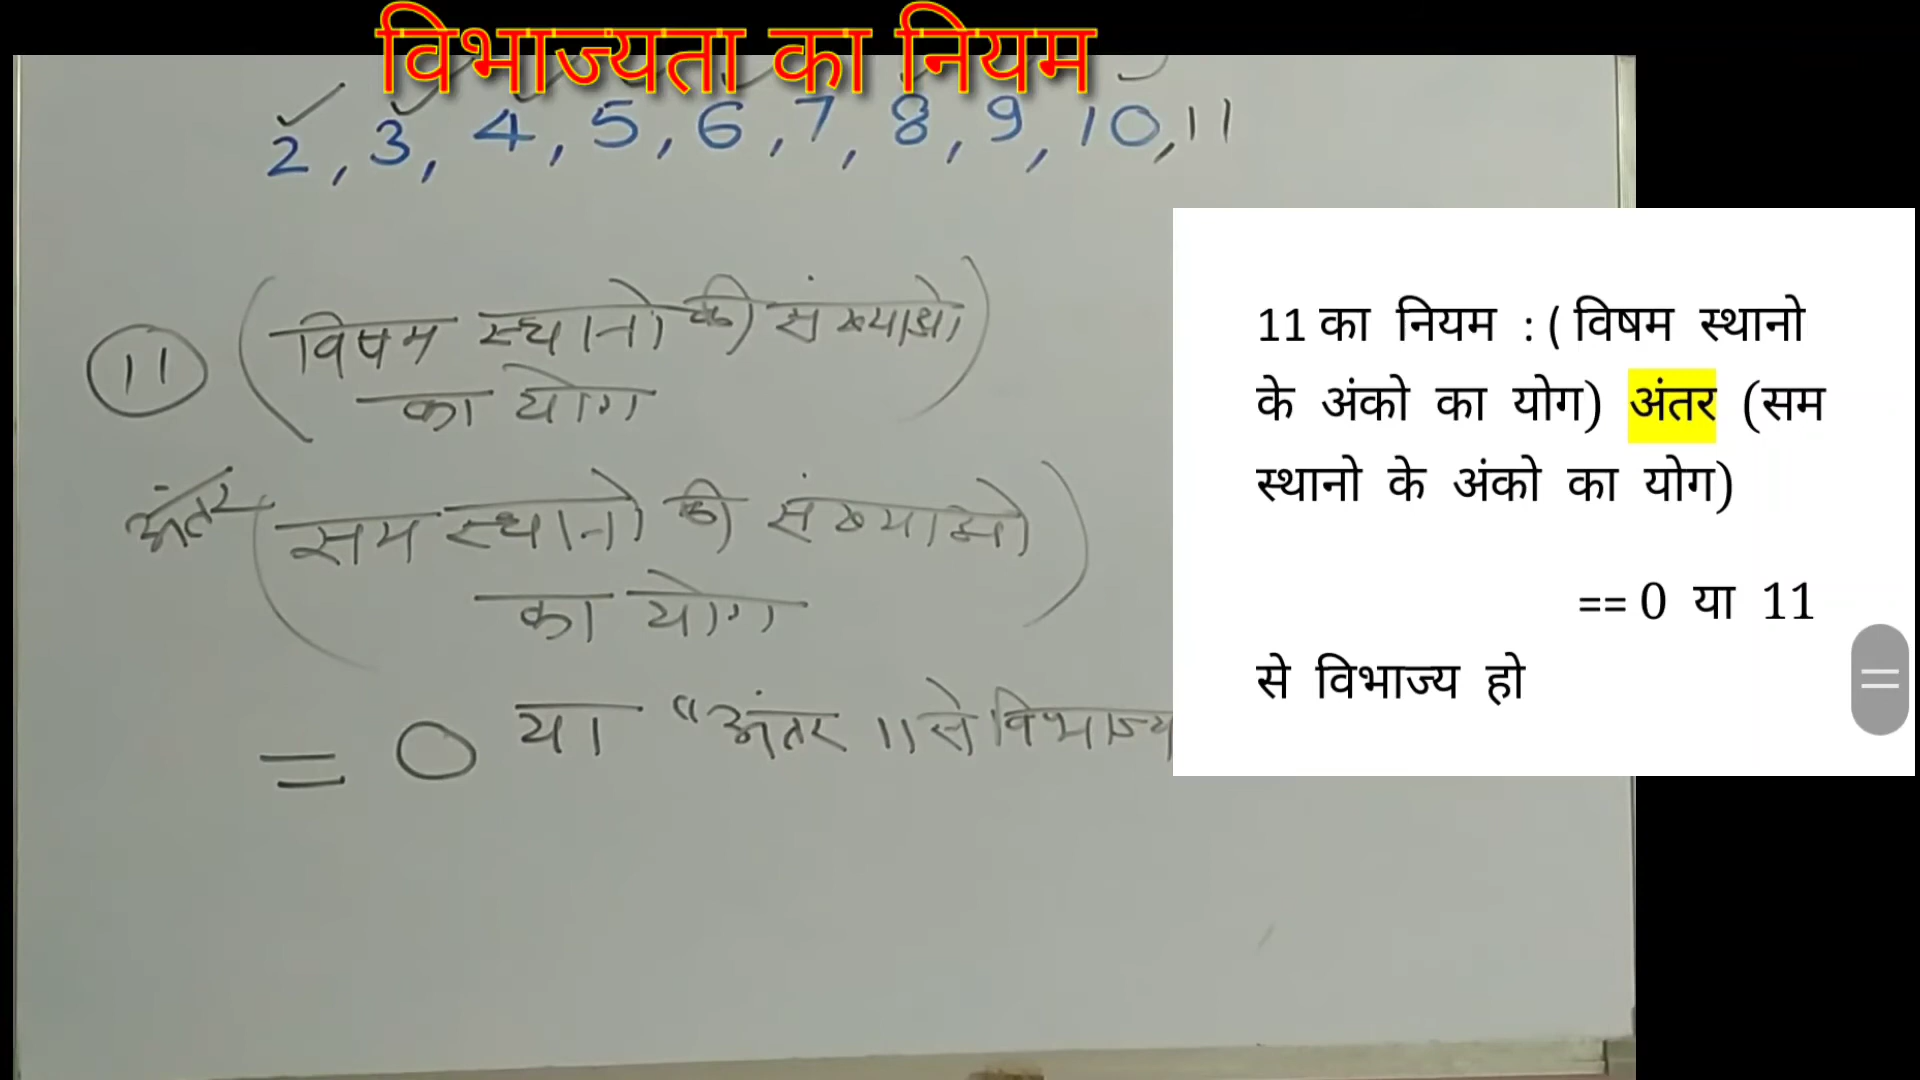 विभाज्यता का नियम
2, 3, 4, 5, 6, 7, 8, 9, 10, 11
11 (विषम स्थानो की संख्याओ
का योग)
अंतर (सम स्थानो की संख्याओ
का योग)
= 0 या "अंतर 11 से विभाज्य
11 का नियम : ( विषम स्थानो
के अंको का योग) अंतर (सम
स्थानो के अंको का योग)
== 0 या 11
से विभाज्य हो